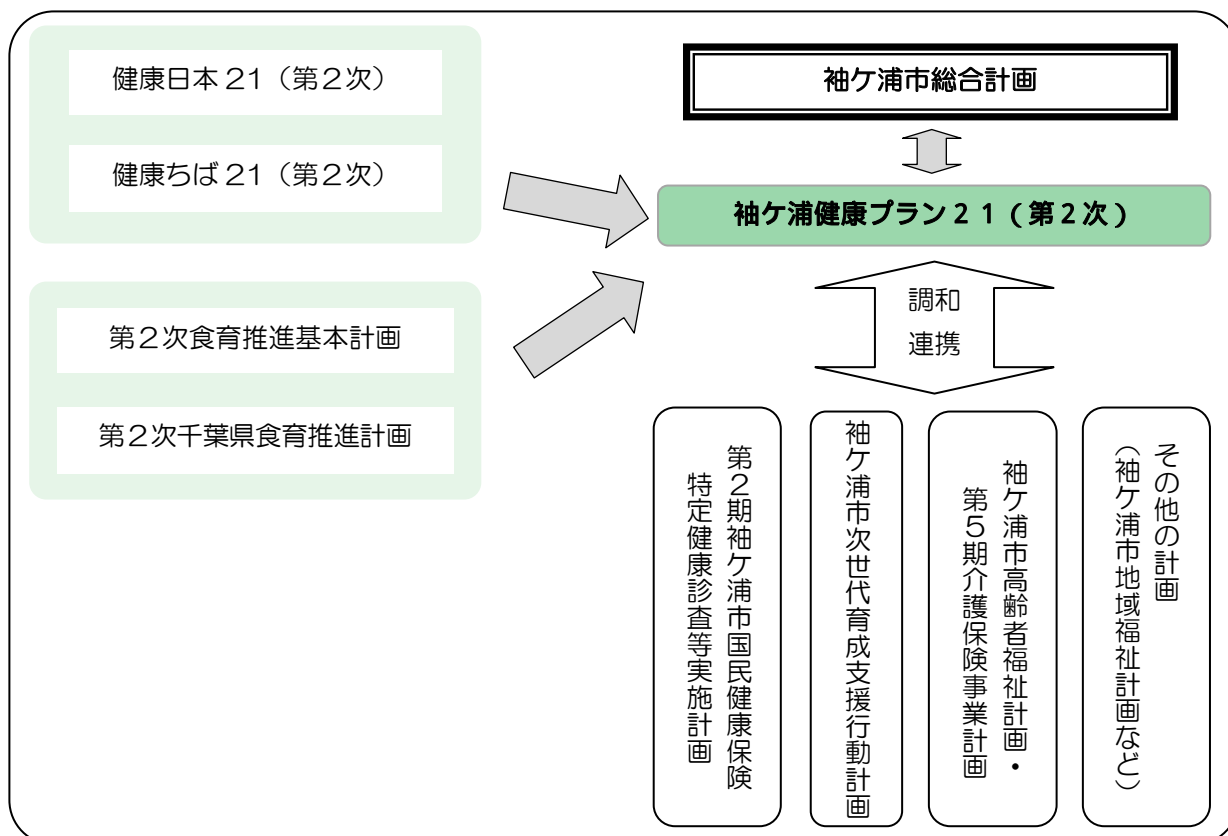 健康日本21（第２次）
健康ちば21（第２次）
第２次食育推進基本計画
第２次千葉県食育推進計画
袖ケ浦市総合計画
袖ケ浦健康プラン２１（第２次）
調和
連携
第２期袖ケ浦市国民健康保険
特定健康診査等実施計画
袖ケ浦市次世代育成支援行動計画
袖ケ浦市高齢者福祉計画・
第５期介護保険事業計画
その他の計画
（袖ケ浦市地域福祉計画など）